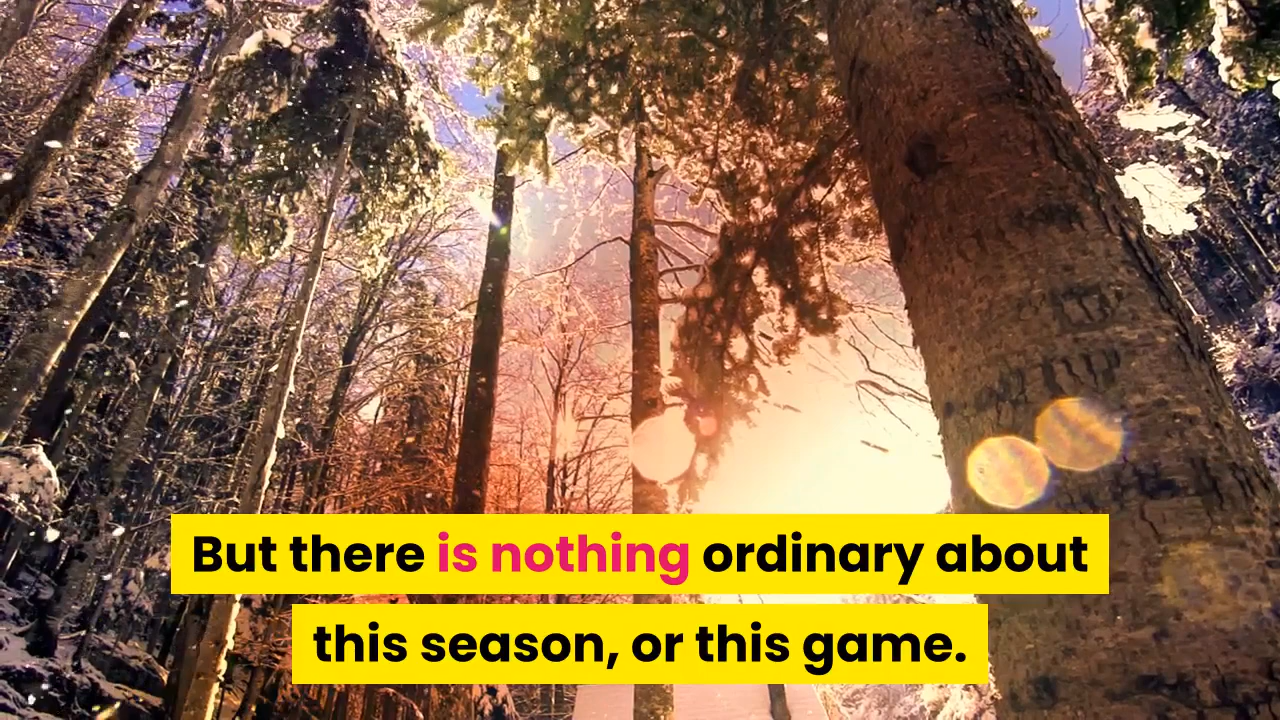 But there is nothing ordinary about
this season, or this game.